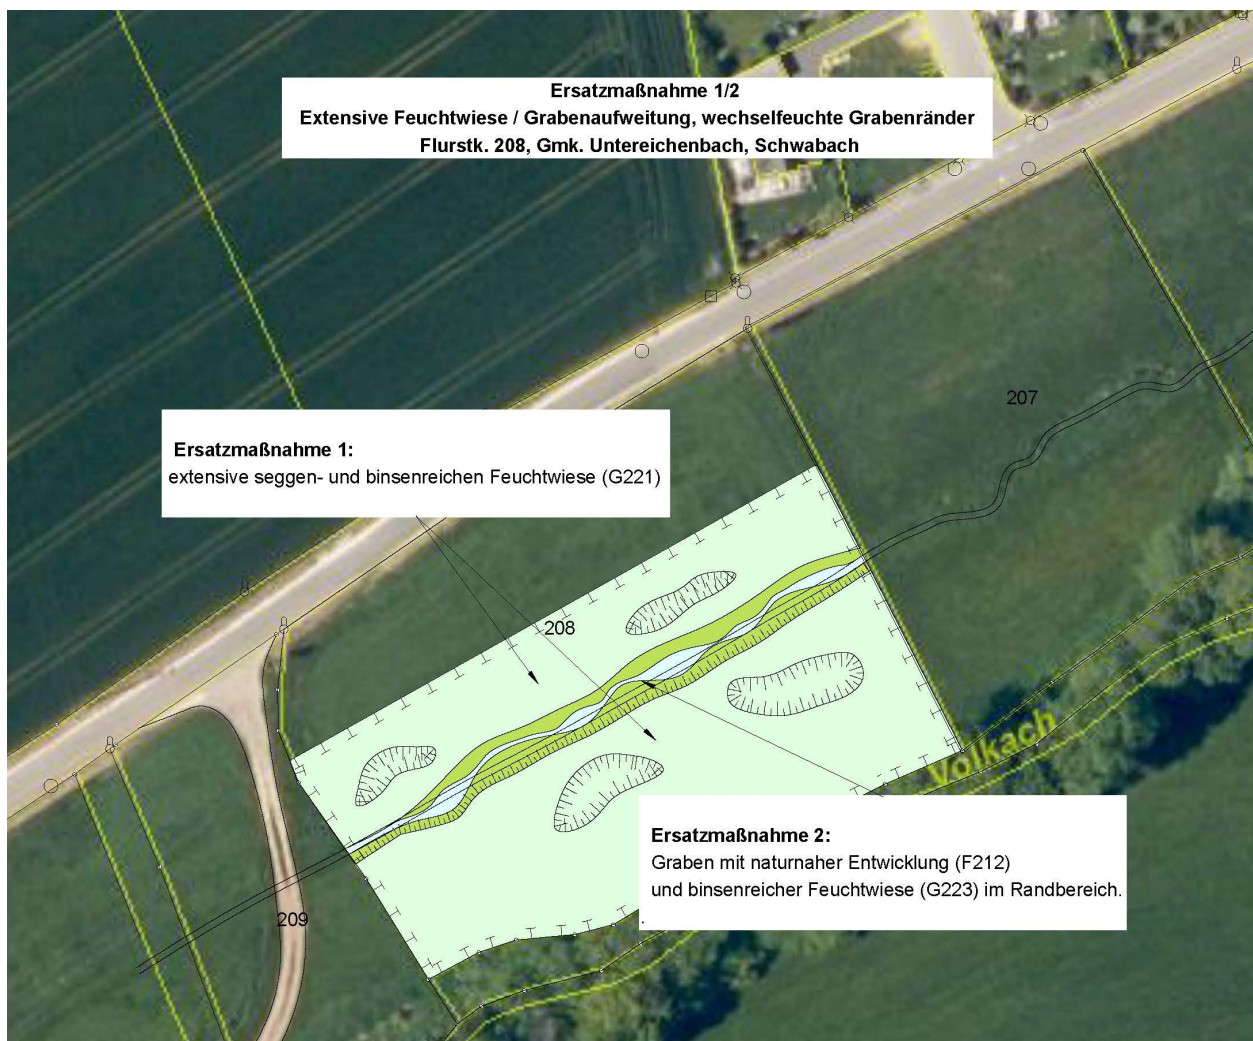 Ersatzmaßnahme 1/2
Extensive Feuchtwiese / Grabenaufweitung, wechselfeuchte Grabenränder
Flurstk. 208, Gmk. Untereichenbach, Schwabach
207
Ersatzmaßnahme 1:
extensive seggen- und binsenreichen Feuchtwiese (G221)
208
Volkach
Ersatzmaßnahme 2:
Graben mit naturnaher Entwicklung (F212)
und binsenreicher Feuchtwiese (G223) im Randbereich.
209